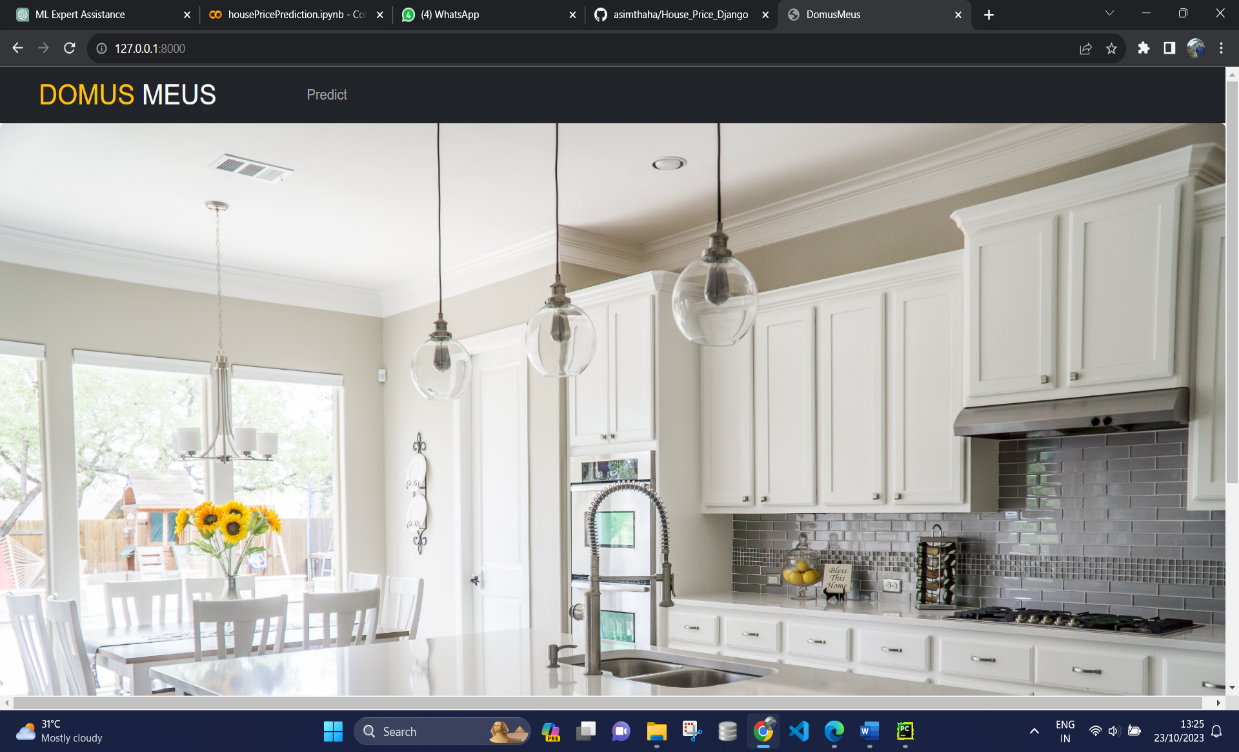 ML Expert Assistance
housePricePrediction.ipynb - Co
(4) WhatsApp
asimthaha/House_Price_Django
DomusMeus
127.0.0.1:8000
DOMUS MEUS
Predict
Bless
This
Home
31°C
Mostly cloudy
Search
PRE
ENG
IN
13:25
23/10/2023